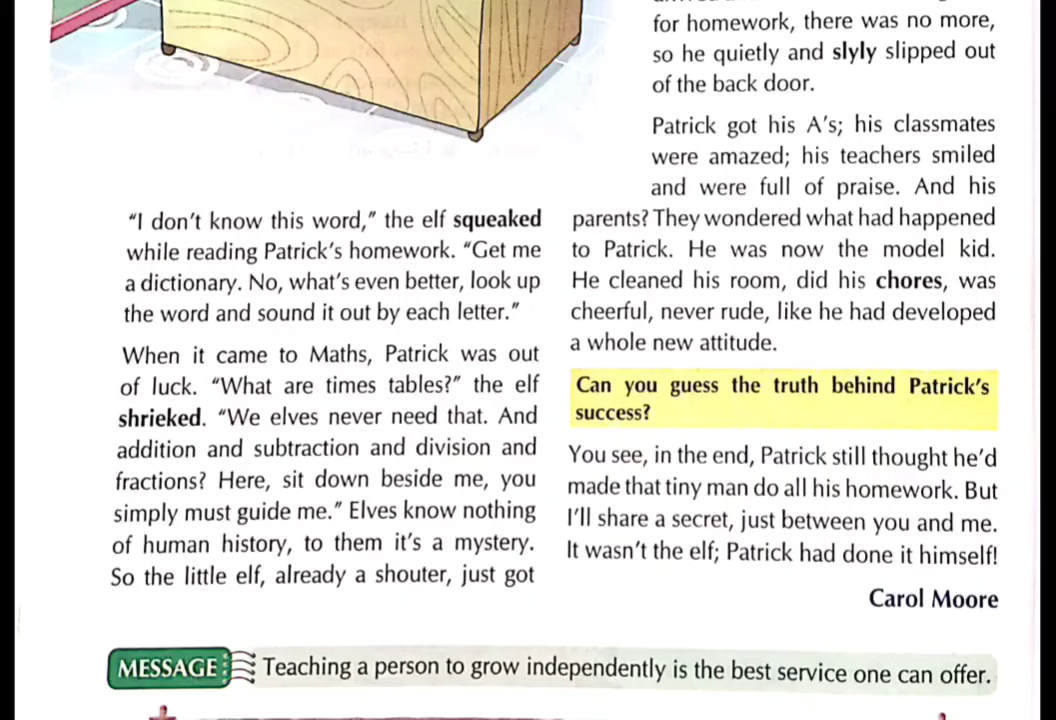 "I don't know this word," the elf squeaked
while reading Patrick's homework. "Get me
a dictionary. No, what's even better, look up
the word and sound it out by each letter."
When it came to Maths, Patrick was out
of luck. "What are times tables?" the elf
shrieked. "We elves never need that. And
addition and subtraction and division and
fractions? Here, sit down beside me, you
simply must guide me." Elves know nothing
of human history, to them it's a mystery.
So the little elf, already a shouter, just got
for homework, there was no more,
so he quietly and slyly slipped out
of the back door.
Patrick got his A's; his classmates
were amazed; his teachers smiled
and were full of praise. And his
parents? They wondered what had happened
to Patrick. He was now the model kid.
He cleaned his room, did his chores, was
cheerful, never rude, like he had developed
a whole new attitude.
Can you guess the truth behind Patrick's
success?
You see, in the end, Patrick still thought he'd
made that tiny man do all his homework. But
I'll share a secret, just between you and me.
It wasn't the elf; Patrick had done it himself!
Carol Moore
MESSAGE Teaching a person to grow independently is the best service one can offer.